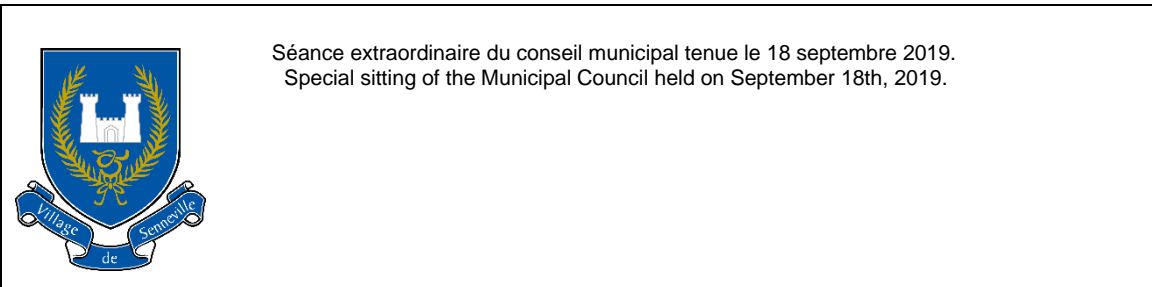 Séance extraordinaire du conseil municipal tenue le 18 septembre 2019.
Special sitting of the Municipal Council held on September 18th, 2019.
Village
de
Senneville